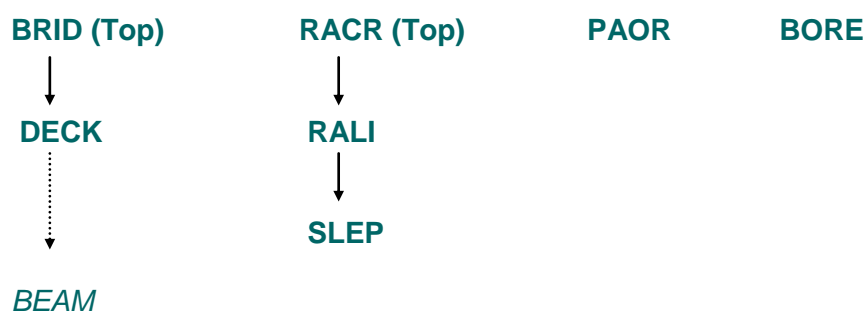 BRID (Top) RACR (Top) PAOR BORE
DECK RALI
SLEP
BEAM